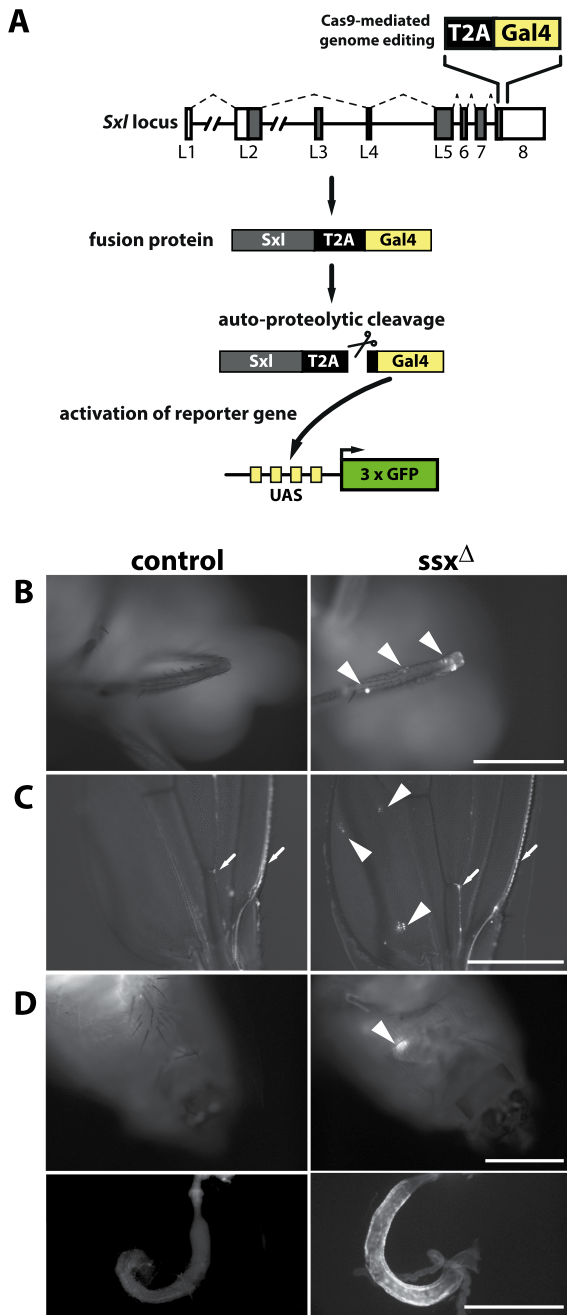 A
Cas9-mediated
genome editing
T2A Gal4
Sxl locus
L1 L2 L3 L4 L5 6 7 8
fusion protein
Sxl T2A Gal4
auto-proteolytic cleavage
Sxl T2A Gal4
activation of reporter gene
3 x GFP
UAS
control ssxΔ
B
C
D